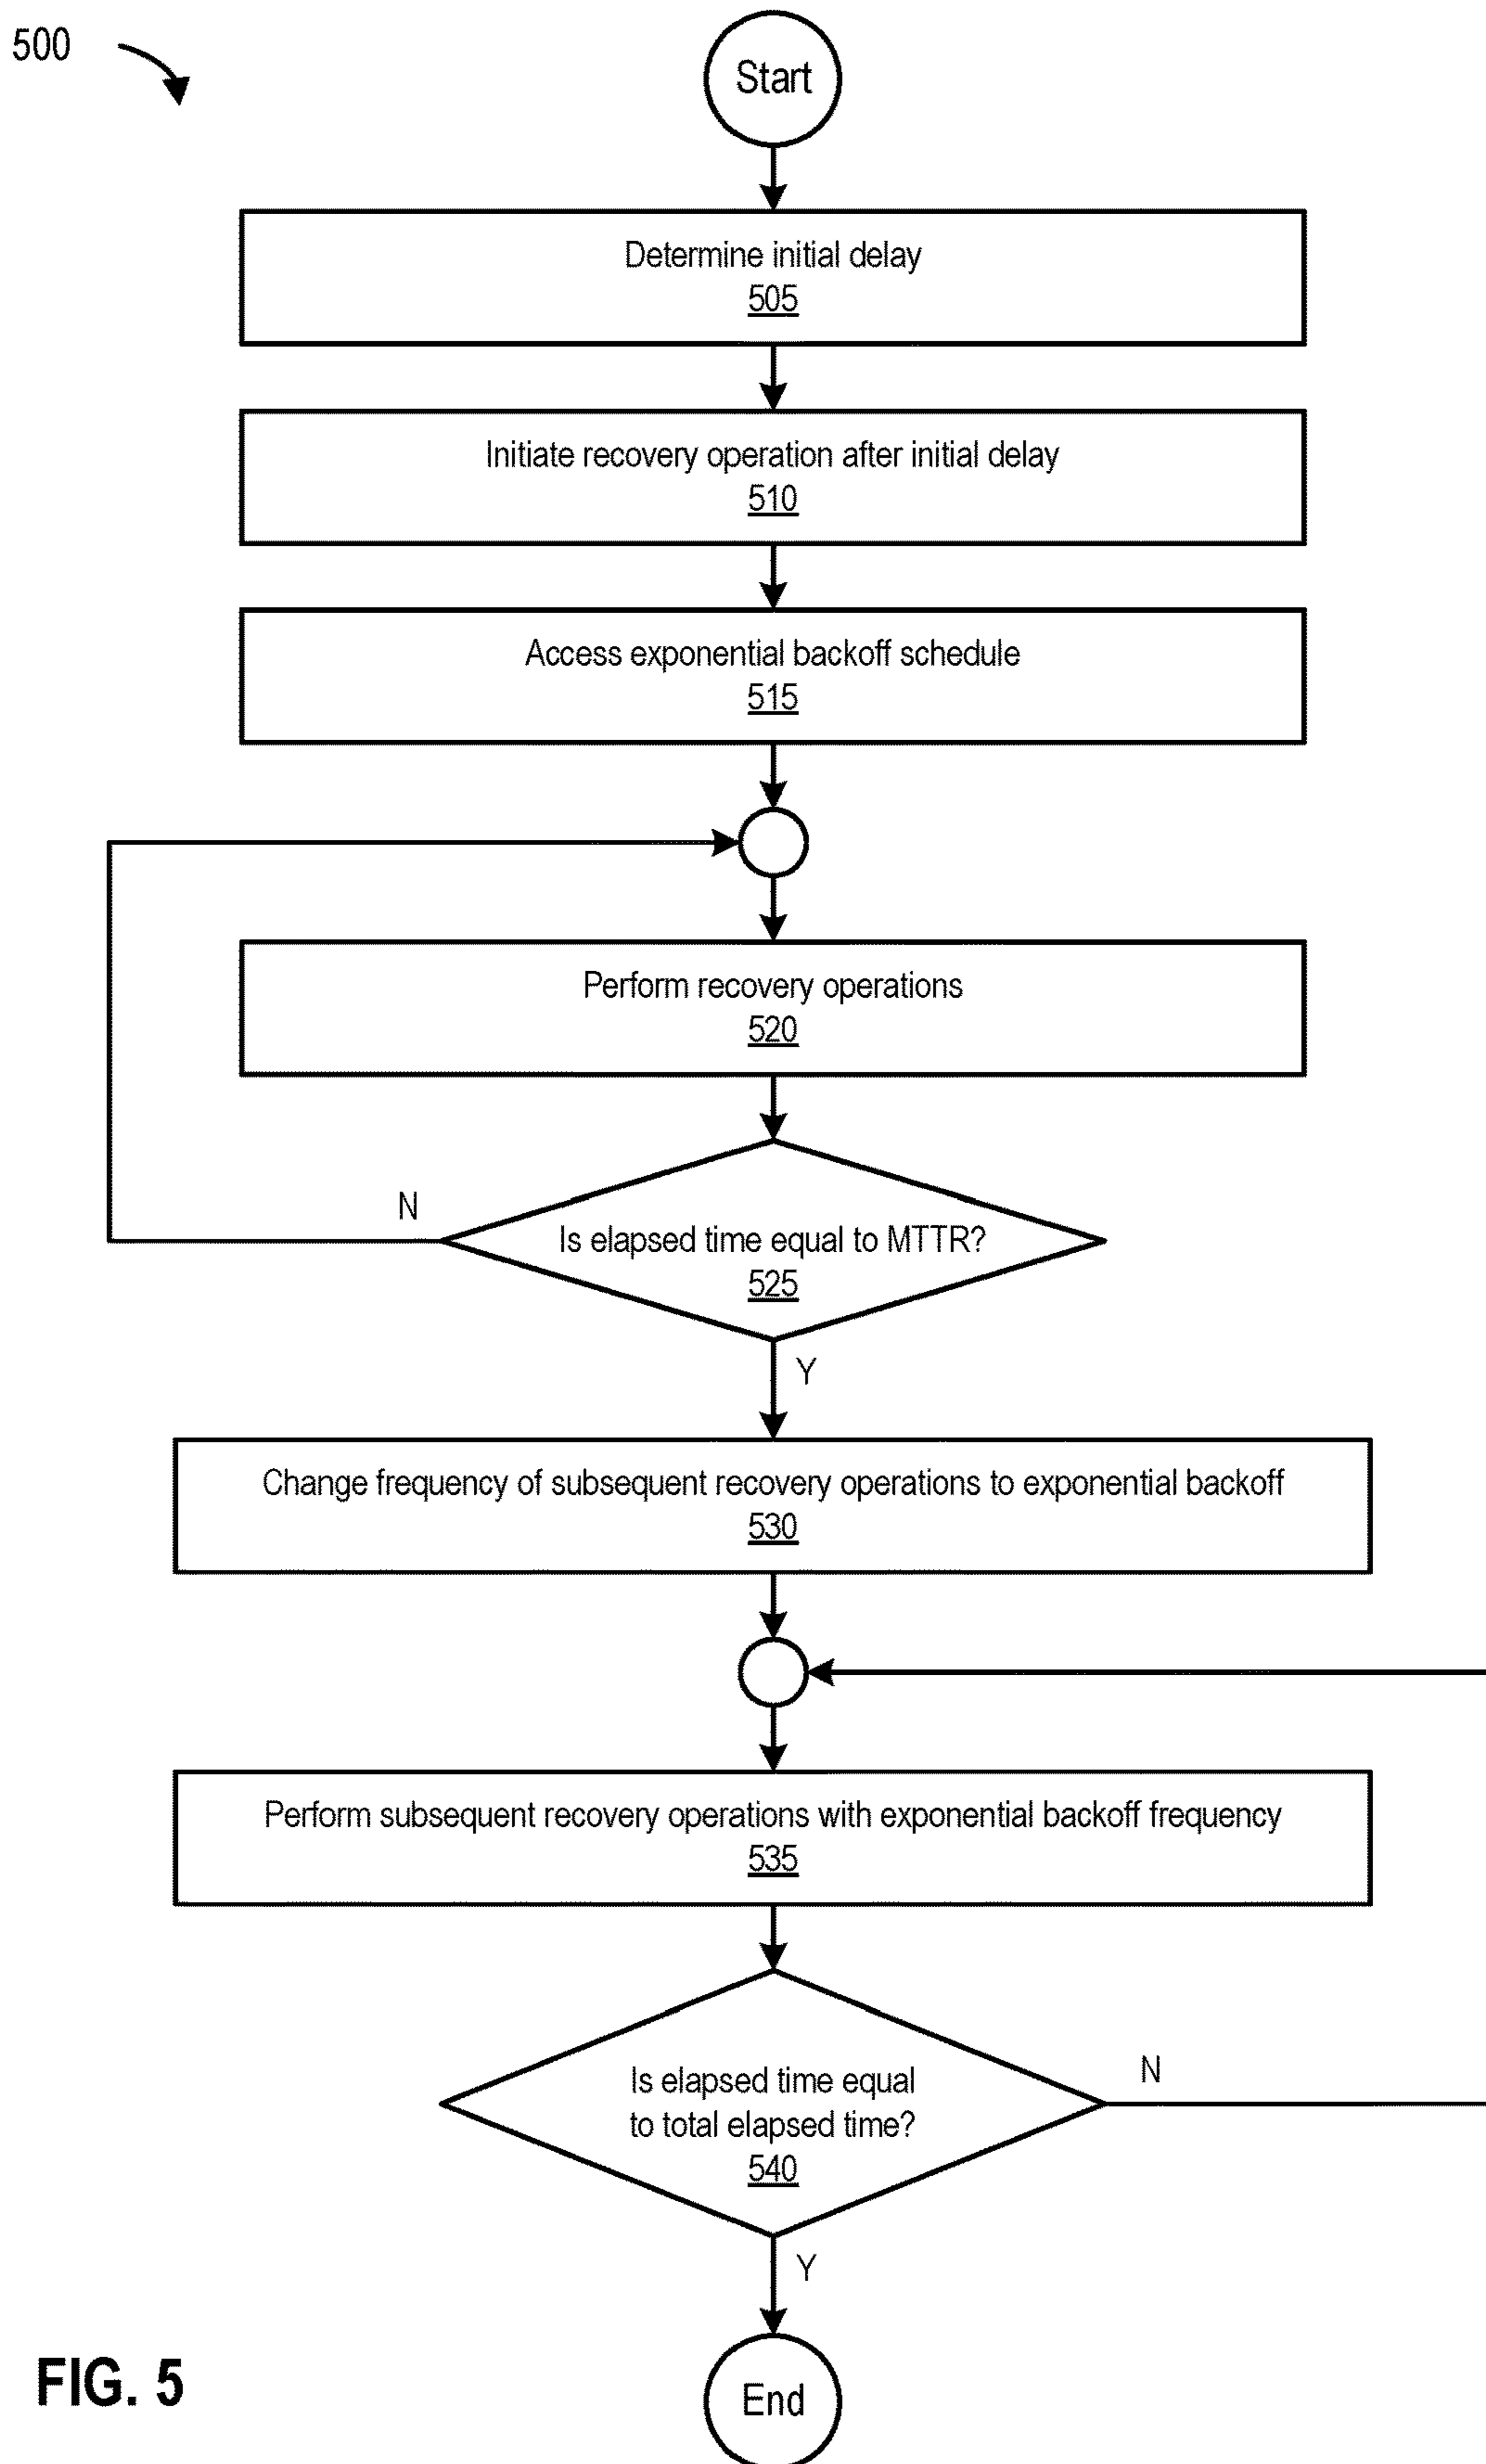 500
Start
Determine initial delay
505
Initiate recovery operation after initial delay
510
Access exponential backoff schedule
515
Perform recovery operations
520
N
Is elapsed time equal to MTTR?
525
Y
Change frequency of subsequent recovery operations to exponential backoff
530
Perform subsequent recovery operations with exponential backoff frequency
535
N
Is elapsed time equal
to total elapsed time?
540
Y
End
FIG. 5